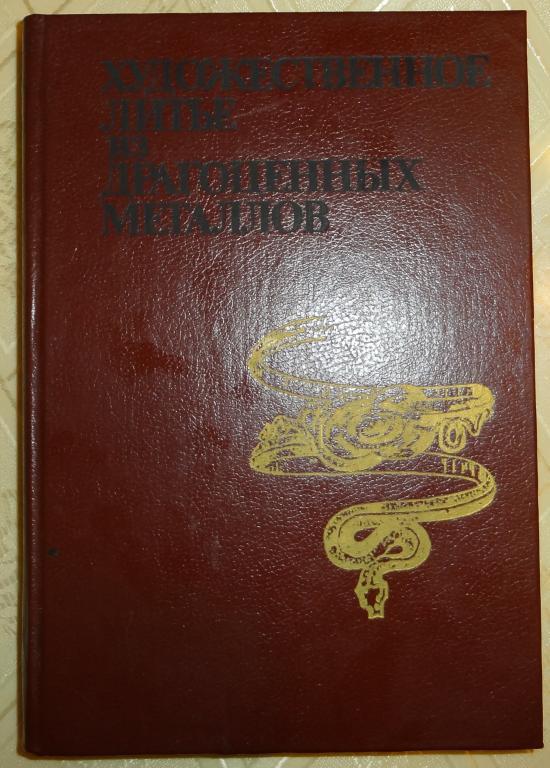 ХУДОЖЕСТВЕННОЕ
ЛИТЬЕ
ИЗ
ДРАГОЦЕННЫХ
МЕТАЛЛОВ